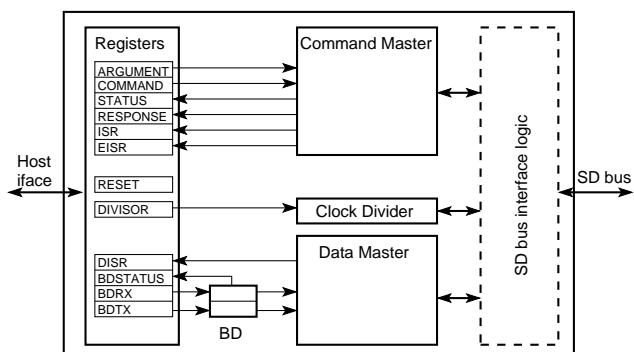 Registers
Command Master
ARGUMENT
COMMAND
STATUS
RESPONSE
ISR
EISR
Host
iface
RESET
DIVISOR
Clock Divider
Data Master
DISR
BDSTATUS
BDRX
BDTX
BD
SD bus interface logic
SD bus